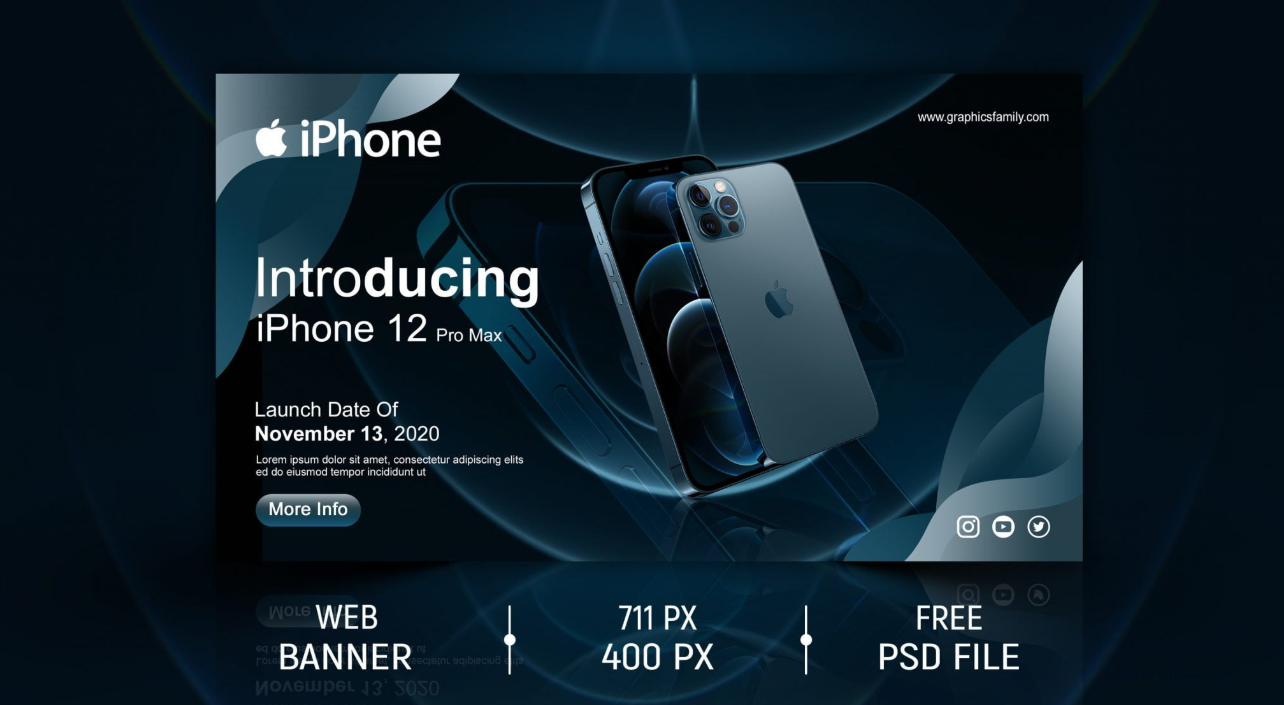 iPhone
www.graphicsfamily.com
Introducing
iPhone 12 Pro Max
Launch Date Of
November 13, 2020
Lorem ipsum dolor sit amet, consectetur adipiscing elits
ed do eiusmod tempor incididunt ut
More Info
WEB
BANNER
711 PX
400 PX
FREE
PSD FILE